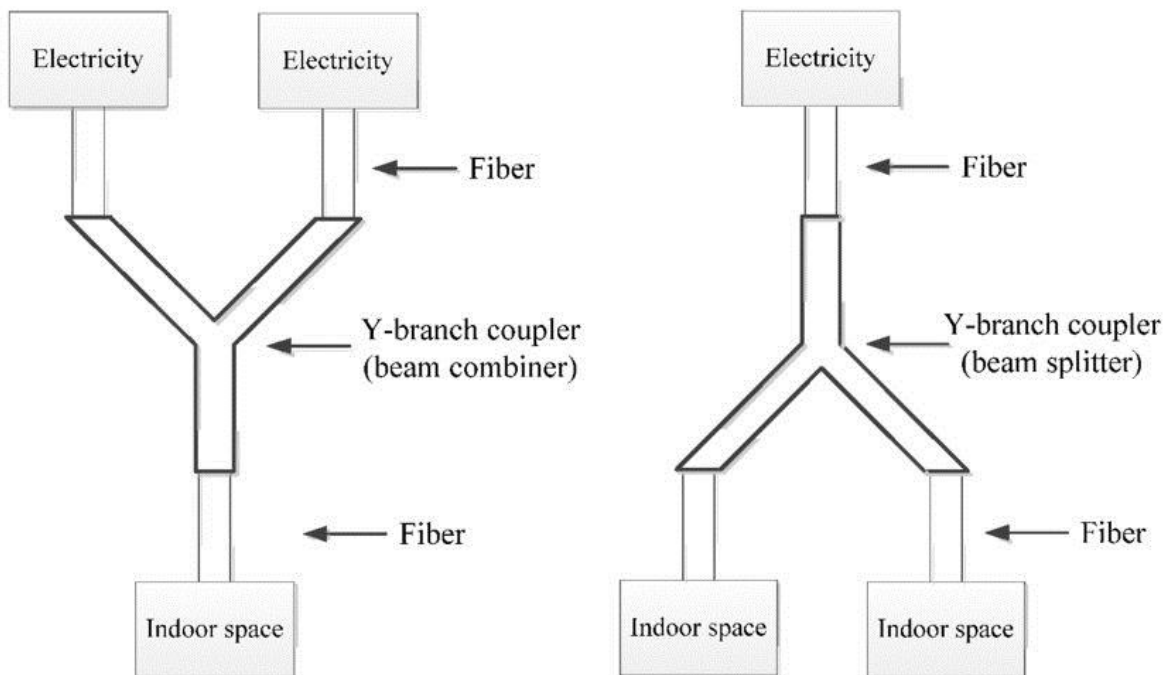 Electricity
Electricity
Fiber
Y-branch coupler
(beam combiner)
Fiber
Indoor space
Electricity
Fiber
Y-branch coupler
(beam splitter)
Fiber
Indoor space
Indoor space